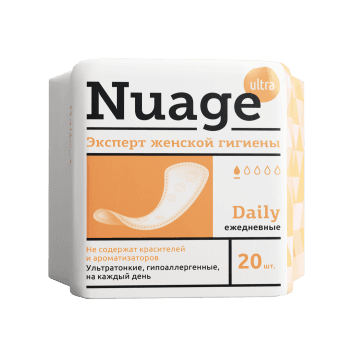 ultra
Nuage
Эксперт женской гигиены
Daily
ежедневные
Не содержат красителей
и ароматизаторов
Ультратонкие, гипоаллергенные,
на каждый день
20 шт.